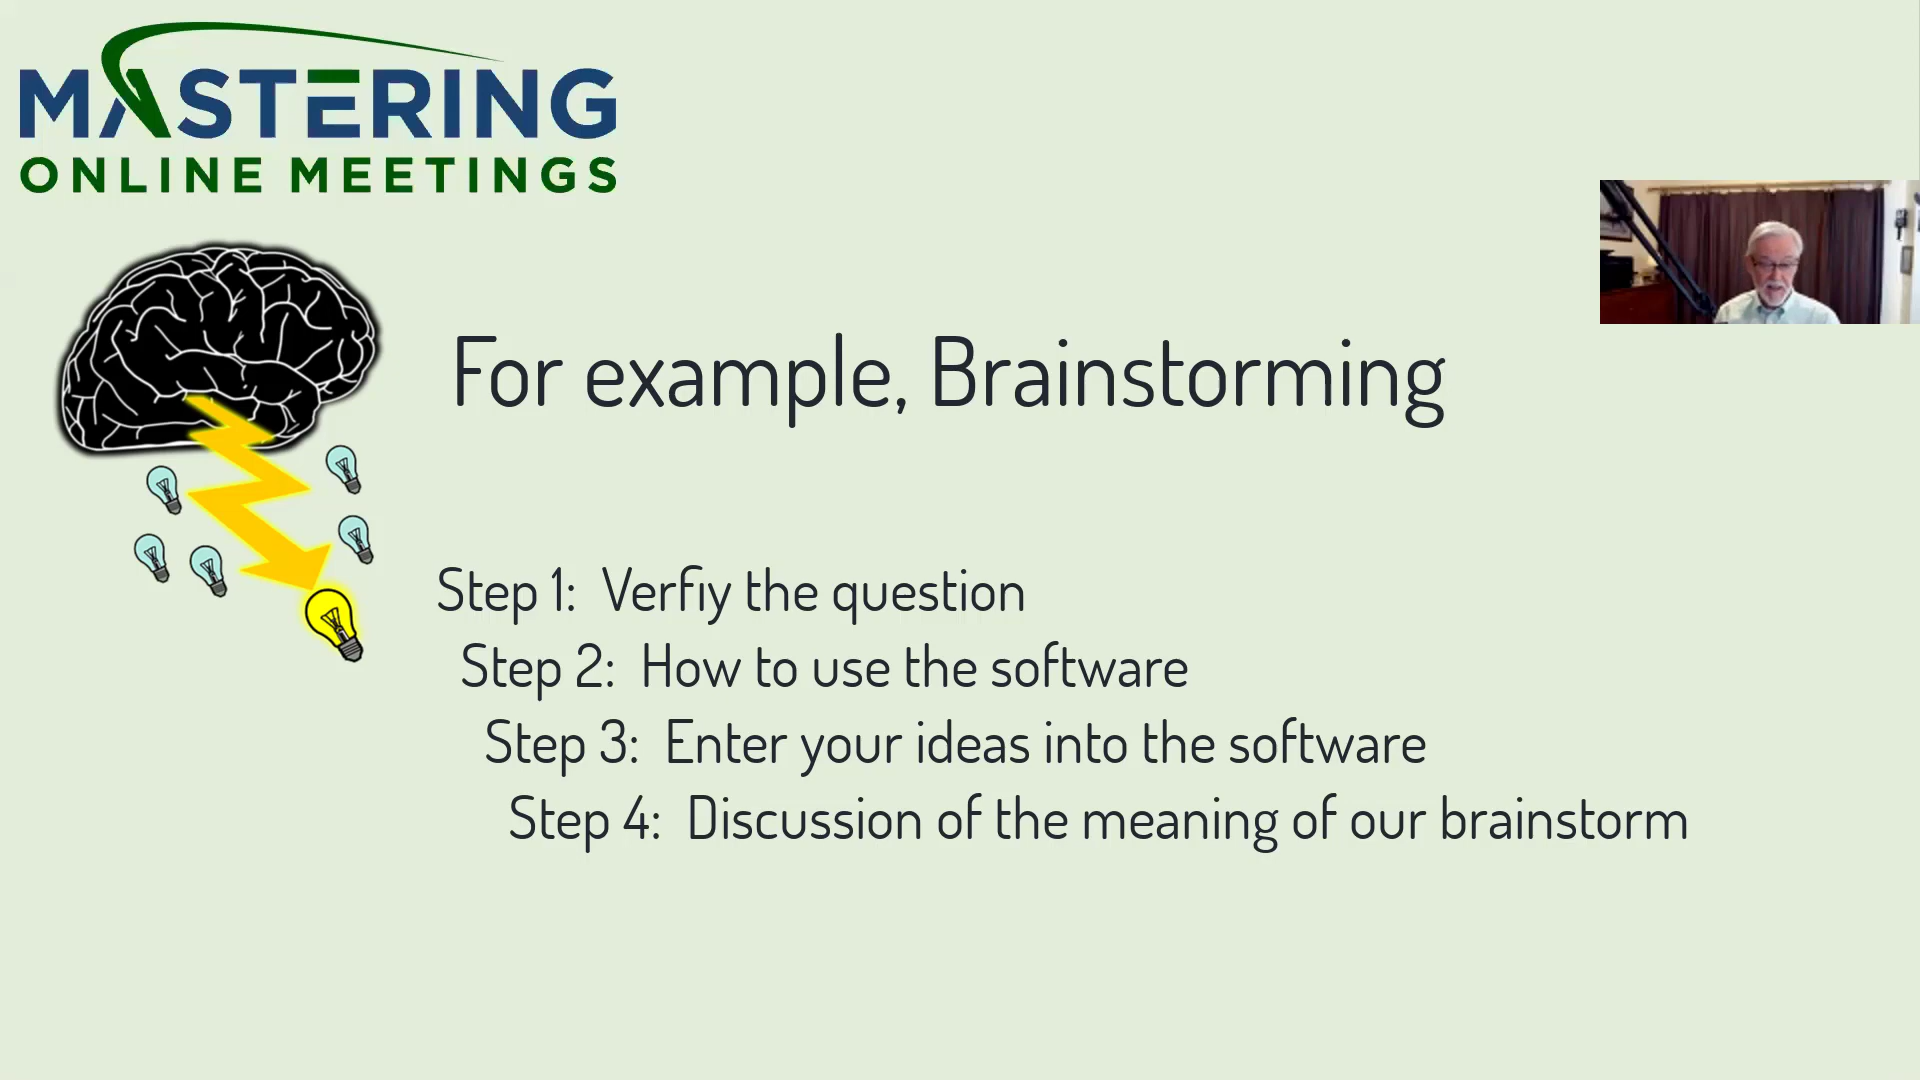 MASTERING
ONLINE MEETINGS
For example, Brainstorming
Step 1: Verfiy the question
Step 2: How to use the software
Step 3: Enter your ideas into the software
Step 4: Discussion of the meaning of our brainstorm